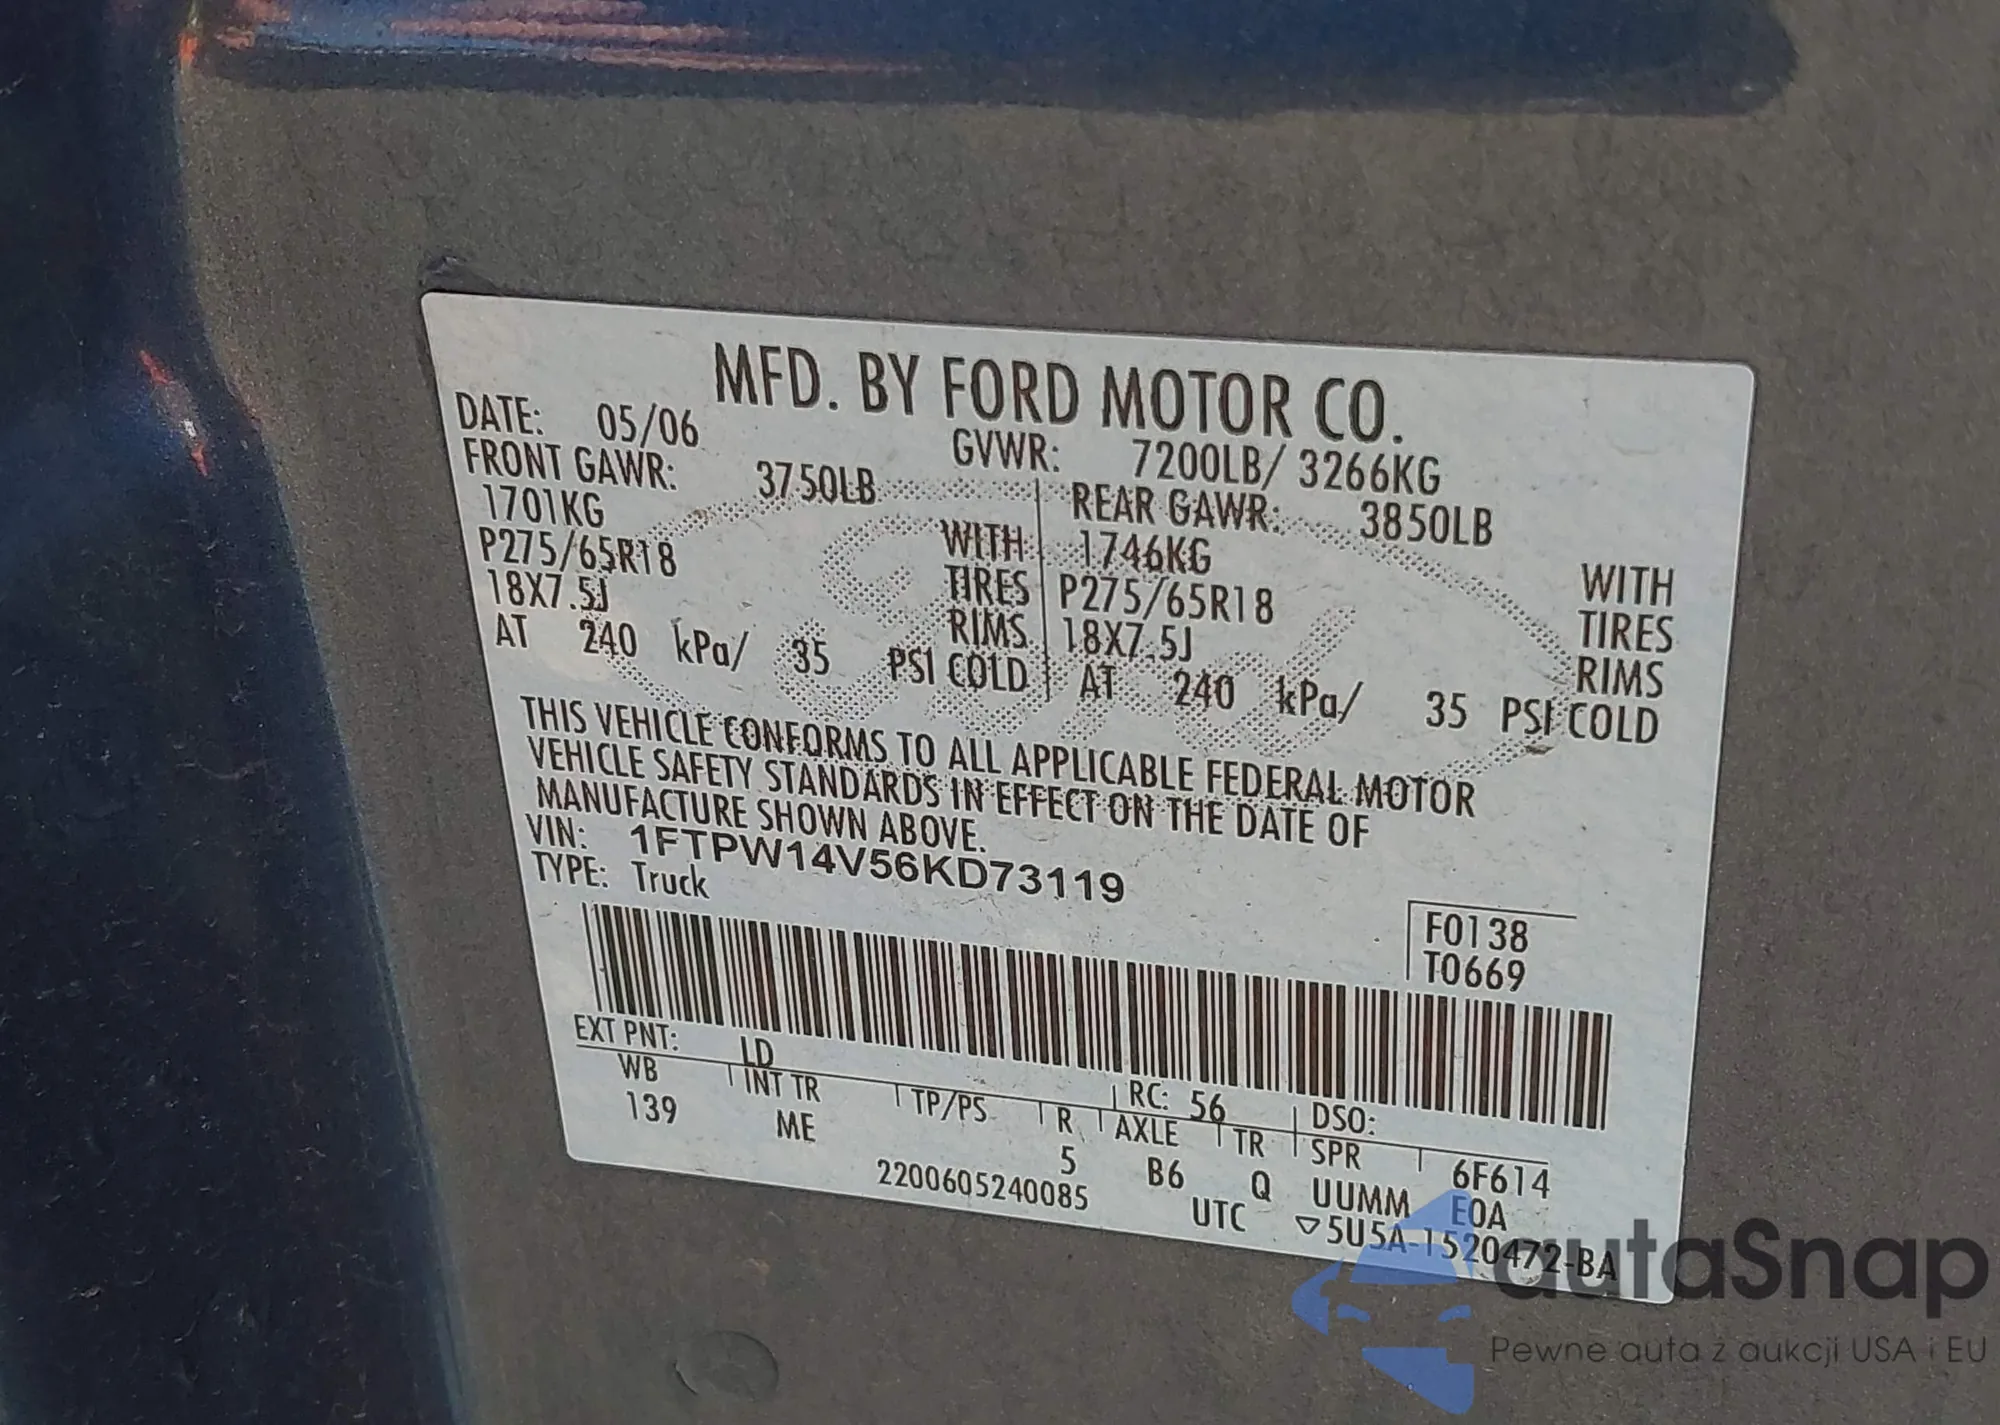 MFD. BY FORD MOTOR CO.
DATE: 05/06 GVWR: 7200LB/ 3266KG
FRONT GAWR: 3750LB REAR GAWR: 3850LB
1701KG WITH 1746KG WITH
P275/65R18 TIRES P275/65R18 TIRES
18X7.5J RIMS 18X7.5J RIMS
AT 240 kPa/ 35 PSI COLD AT 240 kPa/ 35 PSI COLD
THIS VEHICLE CONFORMS TO ALL APPLICABLE FEDERAL MOTOR
VEHICLE SAFETY STANDARDS IN EFFECT ON THE DATE OF
MANUFACTURE SHOWN ABOVE.
VIN: 1FTPW14V56KD73119
TYPE: Truck
F0138
T0669
EXT PNT: LD RC: 56 DSO:
WB INT TR TP/PS R AXLE TR SPR 6F614
139 ME 5 B6 Q UUMM E0A
2200605240085 UTC ▽5U5A-1520472-BA
autaSnap
Pewne auta z aukcji USA i EU